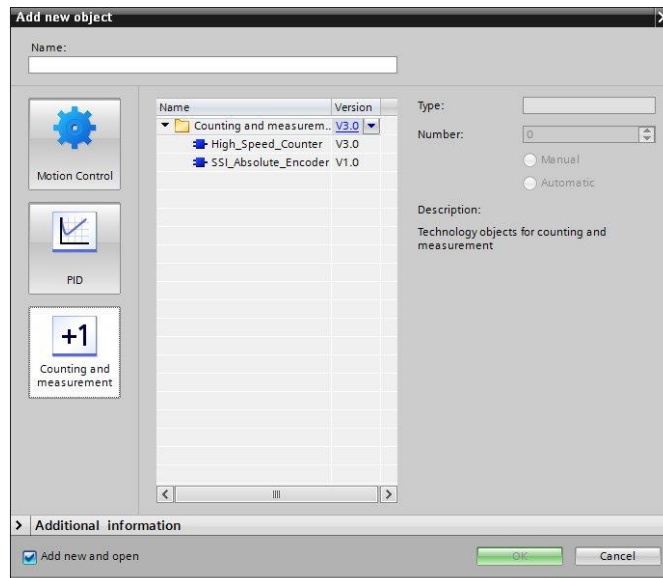 Add new object
Name:
Motion Control
PID
+1
Counting and
measurement
Name Version
Counting and measurem.. V3.0
High_Speed_Counter V3.0
SSI_Absolute_Encoder V1.0
Type:
Number: 0
Manual
Automatic
Description:
Technology objects for counting and
measurement
> Additional information
Add new and open
OK Cancel